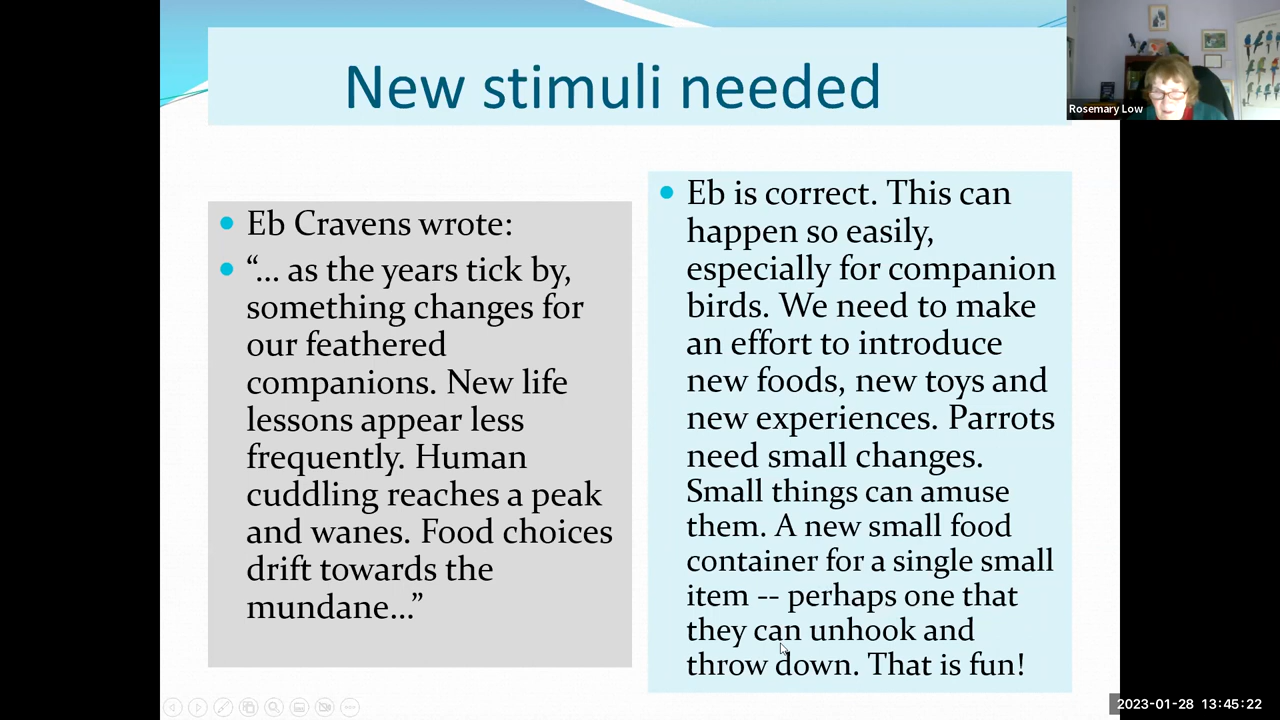 New stimuli needed
Rosemary Low
Eb Cravens wrote:
“... as the years tick by,
something changes for
our feathered
companions. New life
lessons appear less
frequently. Human
cuddling reaches a peak
and wanes. Food choices
drift towards the
mundane...”
Eb is correct. This can
happen so easily,
especially for companion
birds. We need to make
an effort to introduce
new foods, new toys and
new experiences. Parrots
need small changes.
Small things can amuse
them. A new small food
container for a single small
item -- perhaps one that
they can unhook and
throw down. That is fun!
2023-01-28 13:45:22